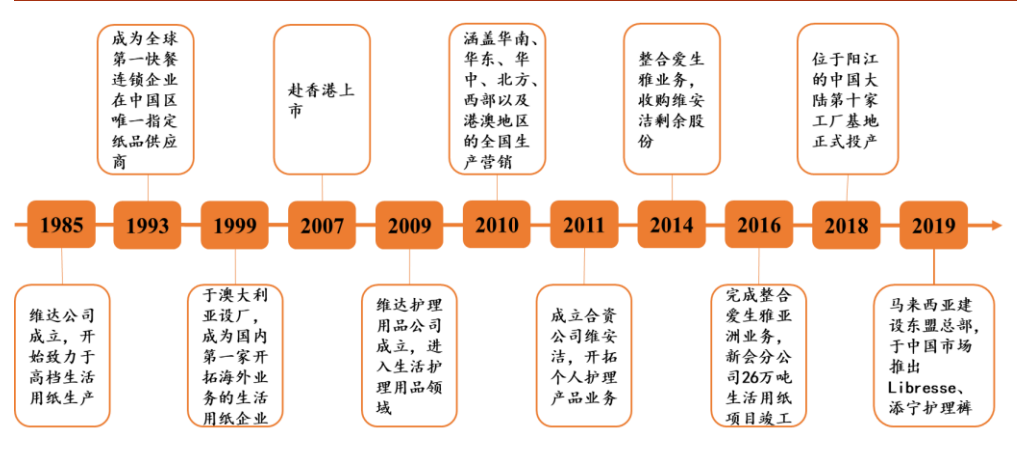 成为全球
第一快餐
连锁企业
在中国区
唯一指定
纸品供应
商
赴香港上
市
涵盖华南、
华东、华
中、北方、
西部以及
港澳地区
的全国生
产营销
整合爱生
雅业务，
收购维安
洁剩余股
份
位于阳江
的中国大
陆第十家
工厂基地
正式投产
1985
1993
1999
2007
2009
2010
2011
2014
2016
2018
2019
维达公司
成立，开
始致力于
高档生活
用纸生产
于澳大利
亚设厂，
成为国内
第一家开
拓海外业
务的生活
用纸企业
维达护理
用品公司
成立，进
入生活护
理用品领
域
成立合资
公司维安
洁，开拓
个人护理
产品业务
完成整合
爱生雅亚
洲业务，
新会分公
司26万吨
生活用纸
项目竣工
马来西亚建
设东盟总部，
于中国市场
推出
Libresse、
添宁护理裤